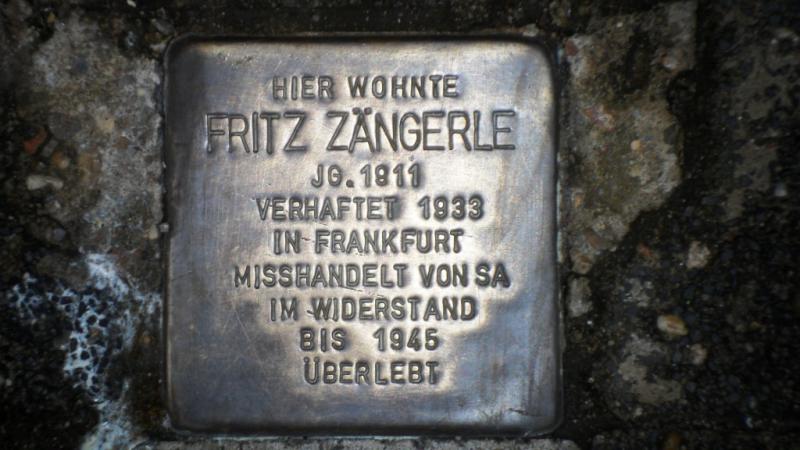 HIER WOHNTE
FRITZ ZÄNGERLE
JG. 1911
VERHAFTET 1933
IN FRANKFURT
MISSHANDELT VON SA
IM WIDERSTAND
BIS 1945
ÜBERLEBT